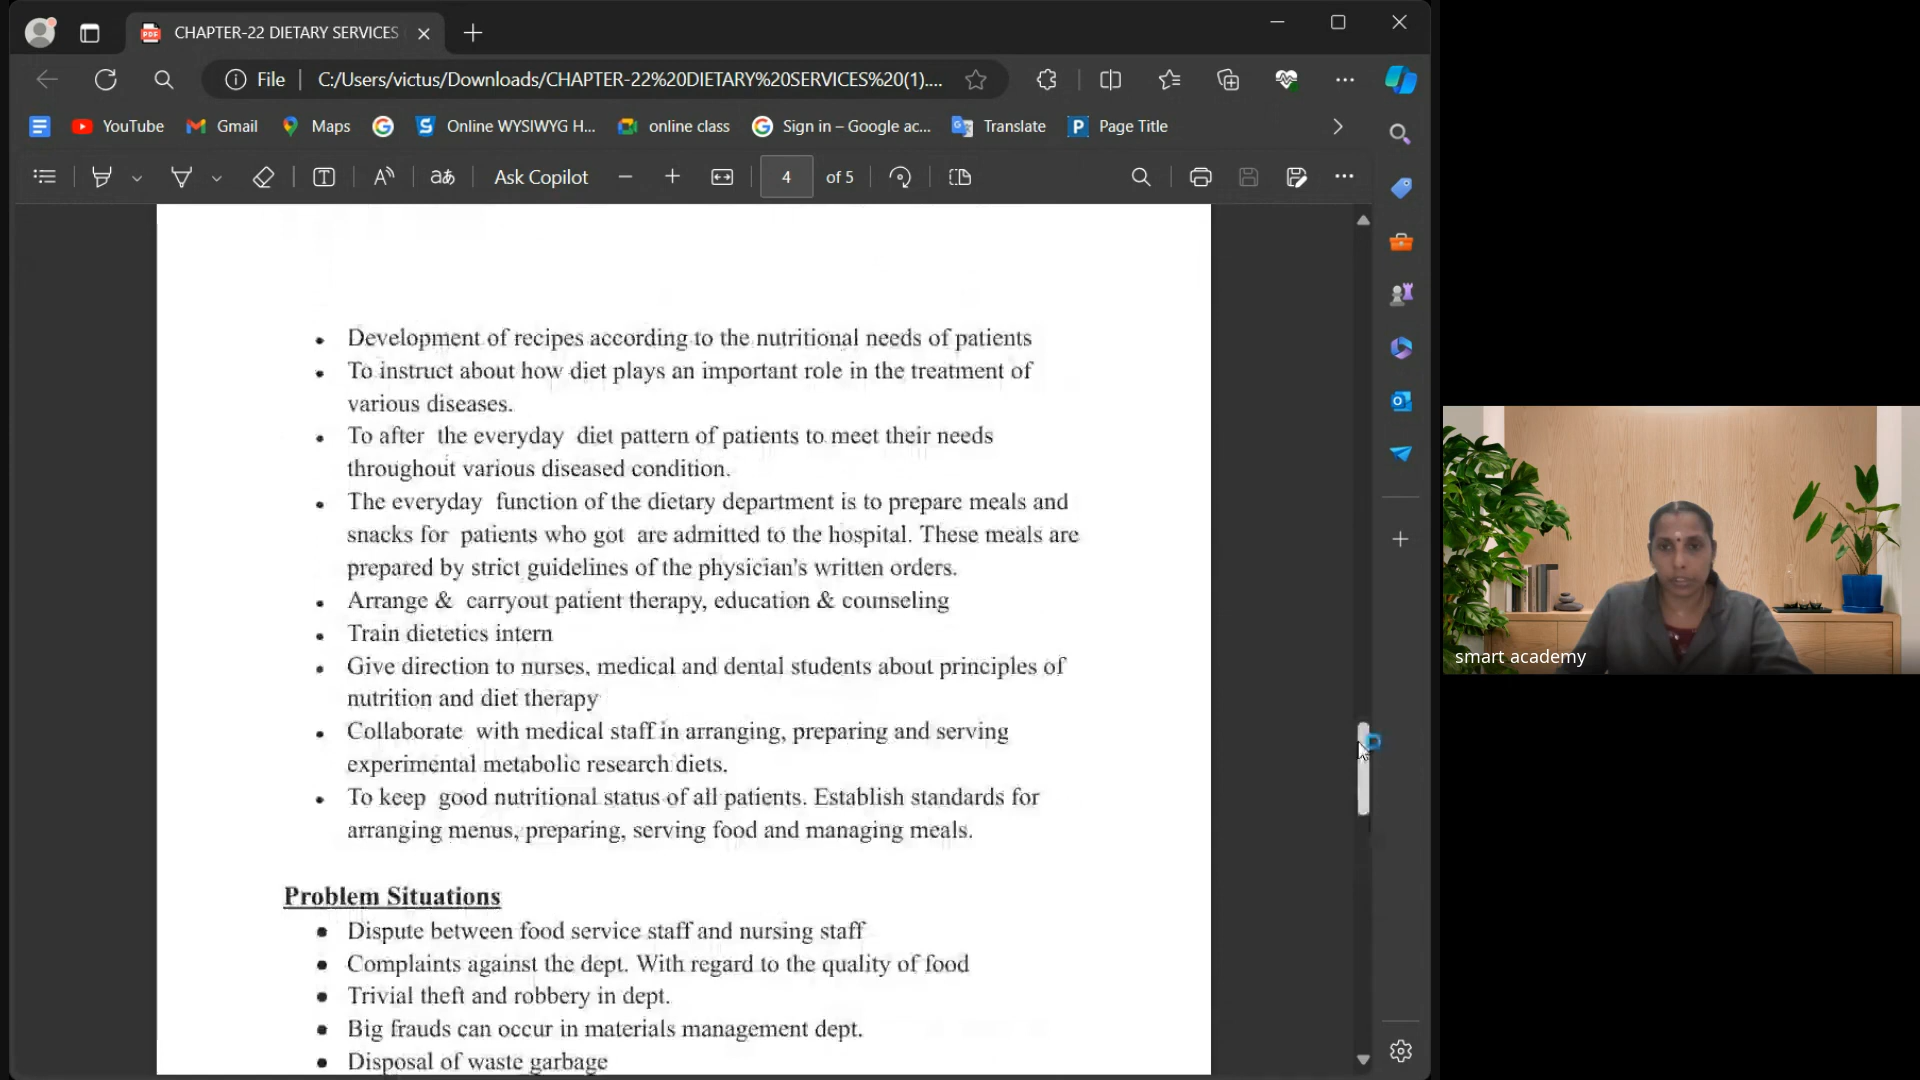 CHAPTER-22 DIETARY SERVICES
File
C:/Users/victus/Downloads/CHAPTER-22%20DIETARY%20SERVICES%20(1)....
YouTube
Gmail
Maps
Online WYSIWYG H...
online class
Sign in – Google ac...
Translate
Page Title
Ask Copilot
4
of 5
• Development of recipes according to the nutritional needs of patients
• To instruct about how diet plays an important role in the treatment of
various diseases.
• To after the everyday diet pattern of patients to meet their needs
throughout various diseased condition.
• The everyday function of the dietary department is to prepare meals and
snacks for patients who got are admitted to the hospital. These meals are
prepared by strict guidelines of the physician's written orders.
• Arrange & carryout patient therapy, education & counseling
• Train dietetics intern
• Give direction to nurses, medical and dental students about principles of
nutrition and diet therapy
• Collaborate with medical staff in arranging, preparing and serving
experimental metabolic research diets.
• To keep good nutritional status of all patients. Establish standards for
arranging menus, preparing, serving food and managing meals.
Problem Situations
• Dispute between food service staff and nursing staff
• Complaints against the dept. With regard to the quality of food
• Trivial theft and robbery in dept.
• Big frauds can occur in materials management dept.
• Disposal of waste garbage
smart academy